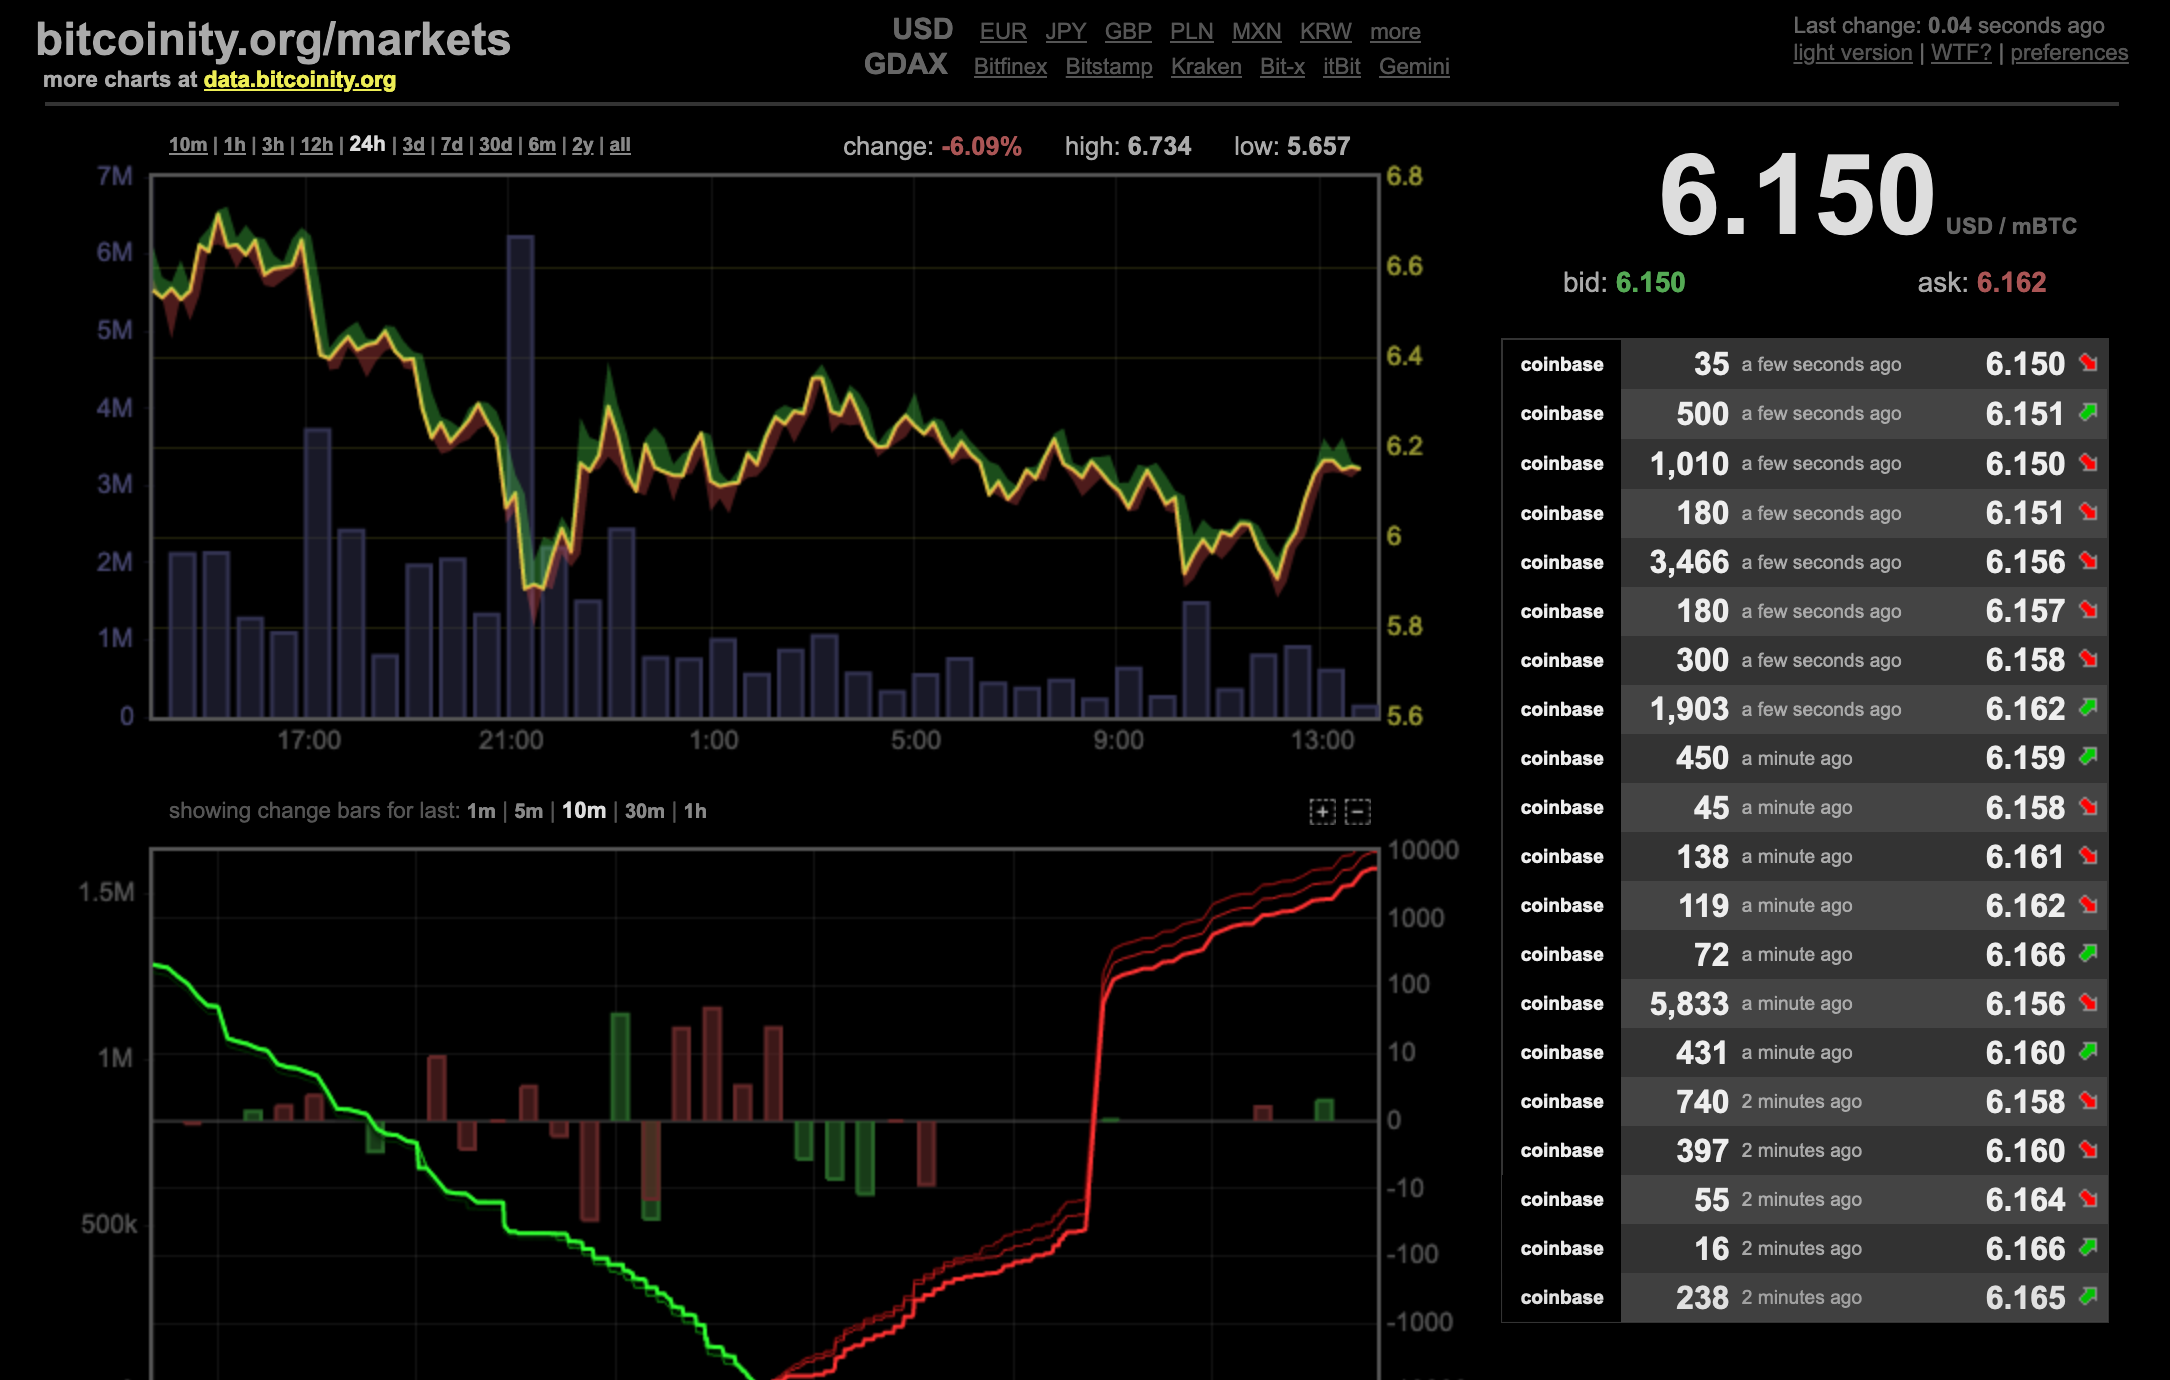 bitcoinity.org/markets
more charts at data.bitcoinity.org
USD EUR JPY GBP PLN MXN KRW more
GDAX Bitfinex Bitstamp Kraken Bit-x itBit Gemini
Last change: 0.04 seconds ago
light version | WTF? | preferences
10m | 1h | 3h | 12h | 24h | 3d | 7d | 30d | 6m | 2y | all
change: -6.09% high: 6.734 low: 5.657
7M
6M
5M
4M
3M
2M
1M
0
6.8
6.6
6.4
6.2
6
5.8
5.6
17:00 21:00 1:00 5:00 9:00 13:00
showing change bars for last: 1m | 5m | 10m | 30m | 1h
+ −
1.5M
1M
500k
10000
1000
100
10
0
-10
-100
-1000
6.150 USD / mBTC
bid: 6.150 ask: 6.162
coinbase 35 a few seconds ago 6.150
coinbase 500 a few seconds ago 6.151
coinbase 1,010 a few seconds ago 6.150
coinbase 180 a few seconds ago 6.151
coinbase 3,466 a few seconds ago 6.156
coinbase 180 a few seconds ago 6.157
coinbase 300 a few seconds ago 6.158
coinbase 1,903 a few seconds ago 6.162
coinbase 450 a minute ago 6.159
coinbase 45 a minute ago 6.158
coinbase 138 a minute ago 6.161
coinbase 119 a minute ago 6.162
coinbase 72 a minute ago 6.166
coinbase 5,833 a minute ago 6.156
coinbase 431 a minute ago 6.160
coinbase 740 2 minutes ago 6.158
coinbase 397 2 minutes ago 6.160
coinbase 55 2 minutes ago 6.164
coinbase 16 2 minutes ago 6.166
coinbase 238 2 minutes ago 6.165